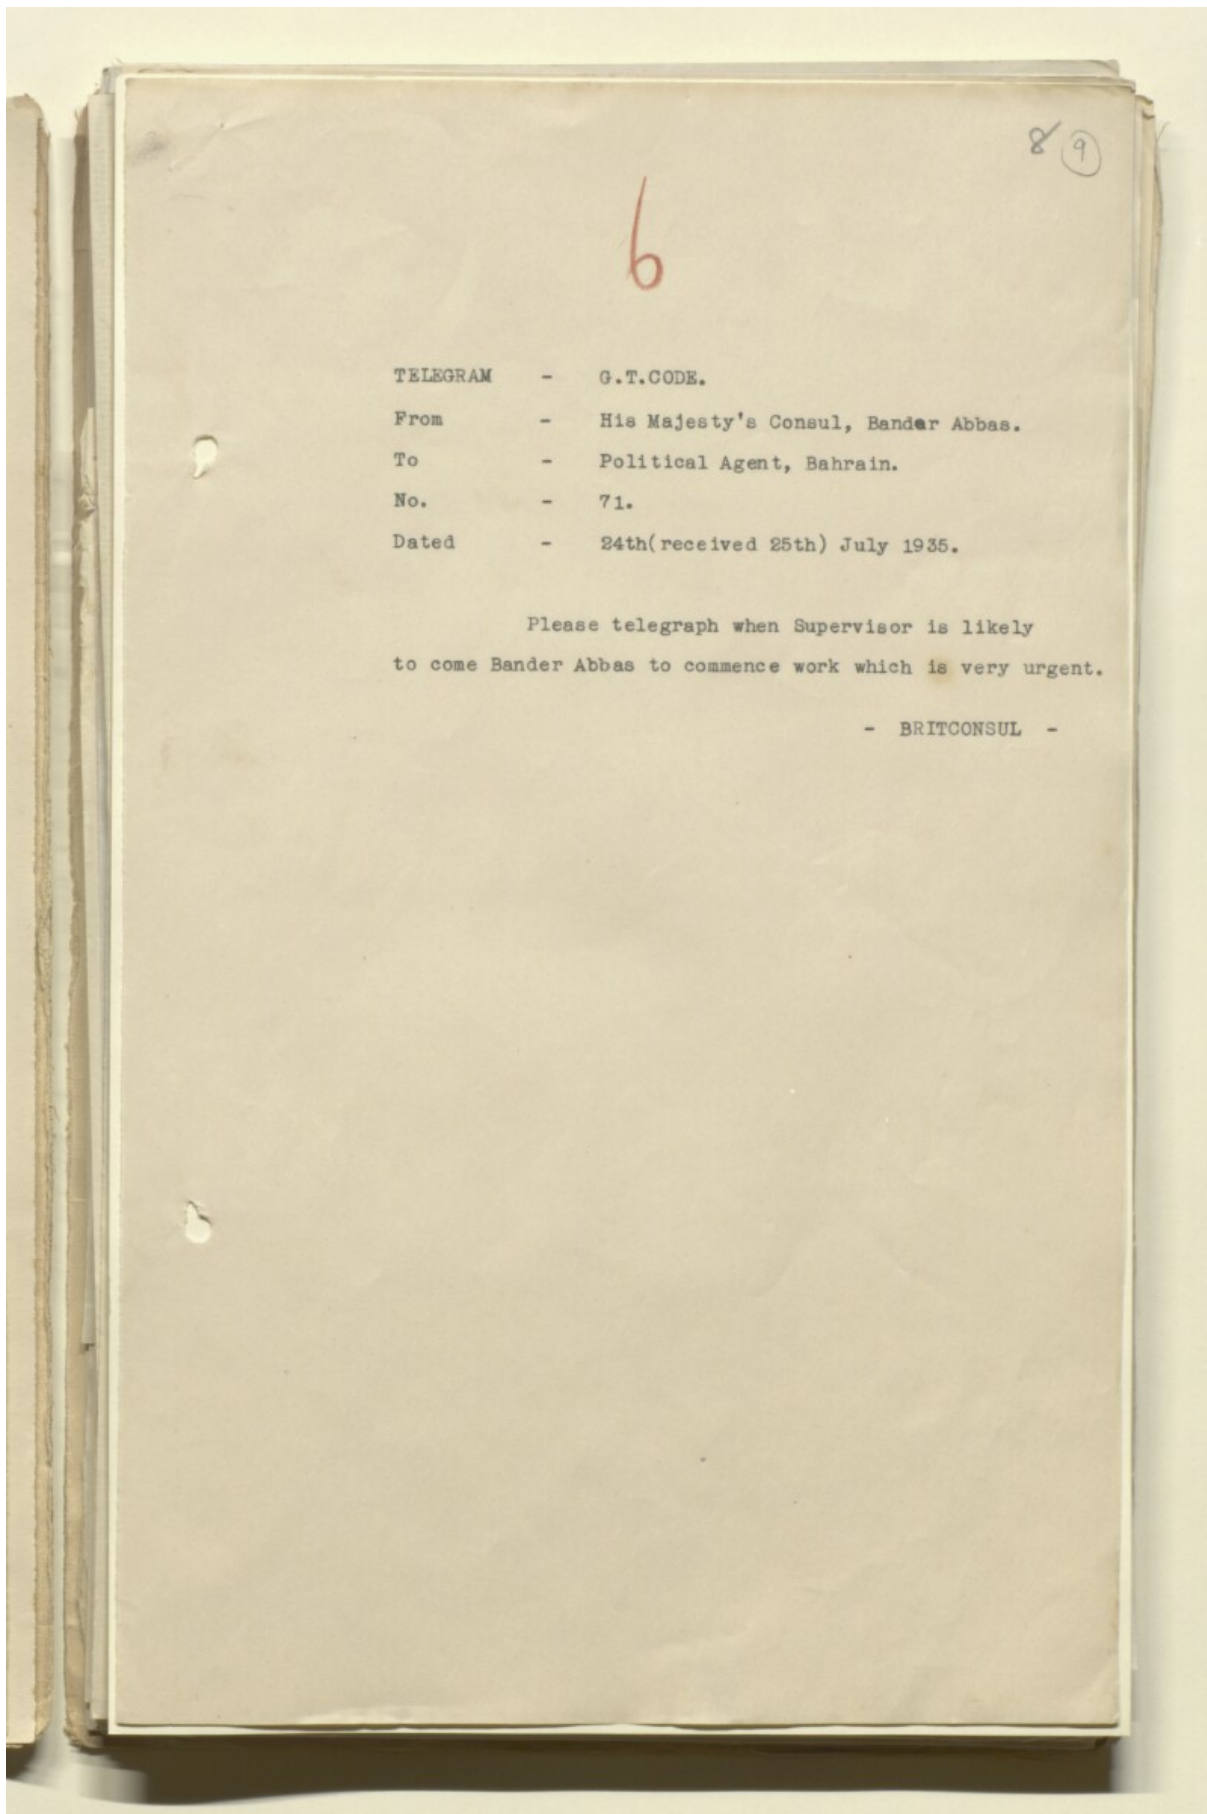 8 9
6
TELEGRAM - G.T.CODE.
From - His Majesty's Consul, Bander Abbas.
To - Political Agent, Bahrain.
No. - 71.
Dated - 24th(received 25th) July 1935.
Please telegraph when Supervisor is likely
to come Bander Abbas to commence work which is very urgent.
- BRITCONSUL -